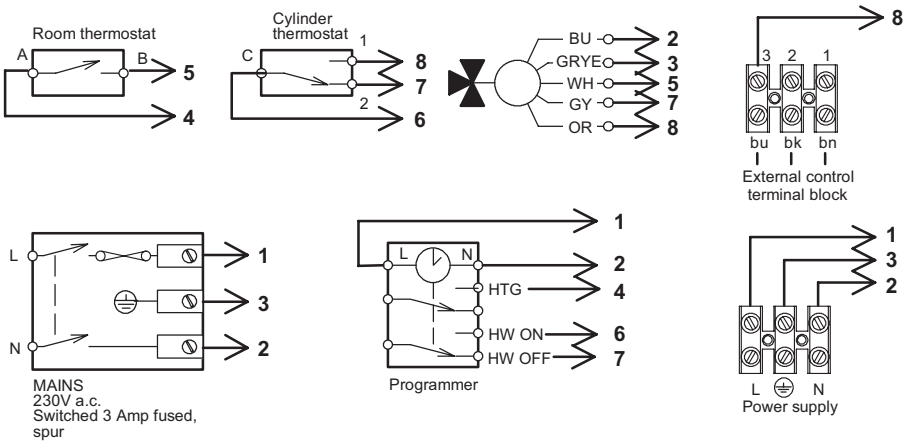 Room thermostat
A
B
5
4
Cylinder
thermostat
C
1
8
7
2
6
BU
2
GRYE
3
WH
5
GY
7
OR
8
8
3 2 1
bu bk bn
External control
terminal block
L
1
3
N
2
MAINS
230V a.c.
Switched 3 Amp fused,
spur
1
L
N
2
HTG
4
HW ON
6
HW OFF
7
Programmer
1
3
2
L N
Power supply